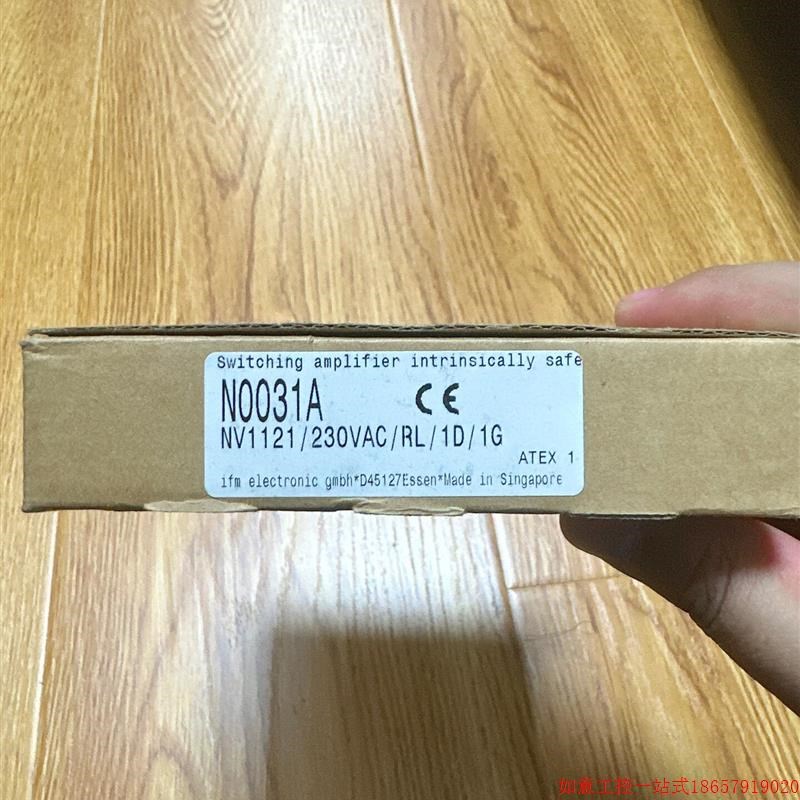 Switching amplifier intrinsically safe
N0031A CE
NV1121/230VAC/RL/1D/1G
ATEX 1
ifm electronic gmbh*D45127Essen*Made in Singapore
如意工控一站式18657919020